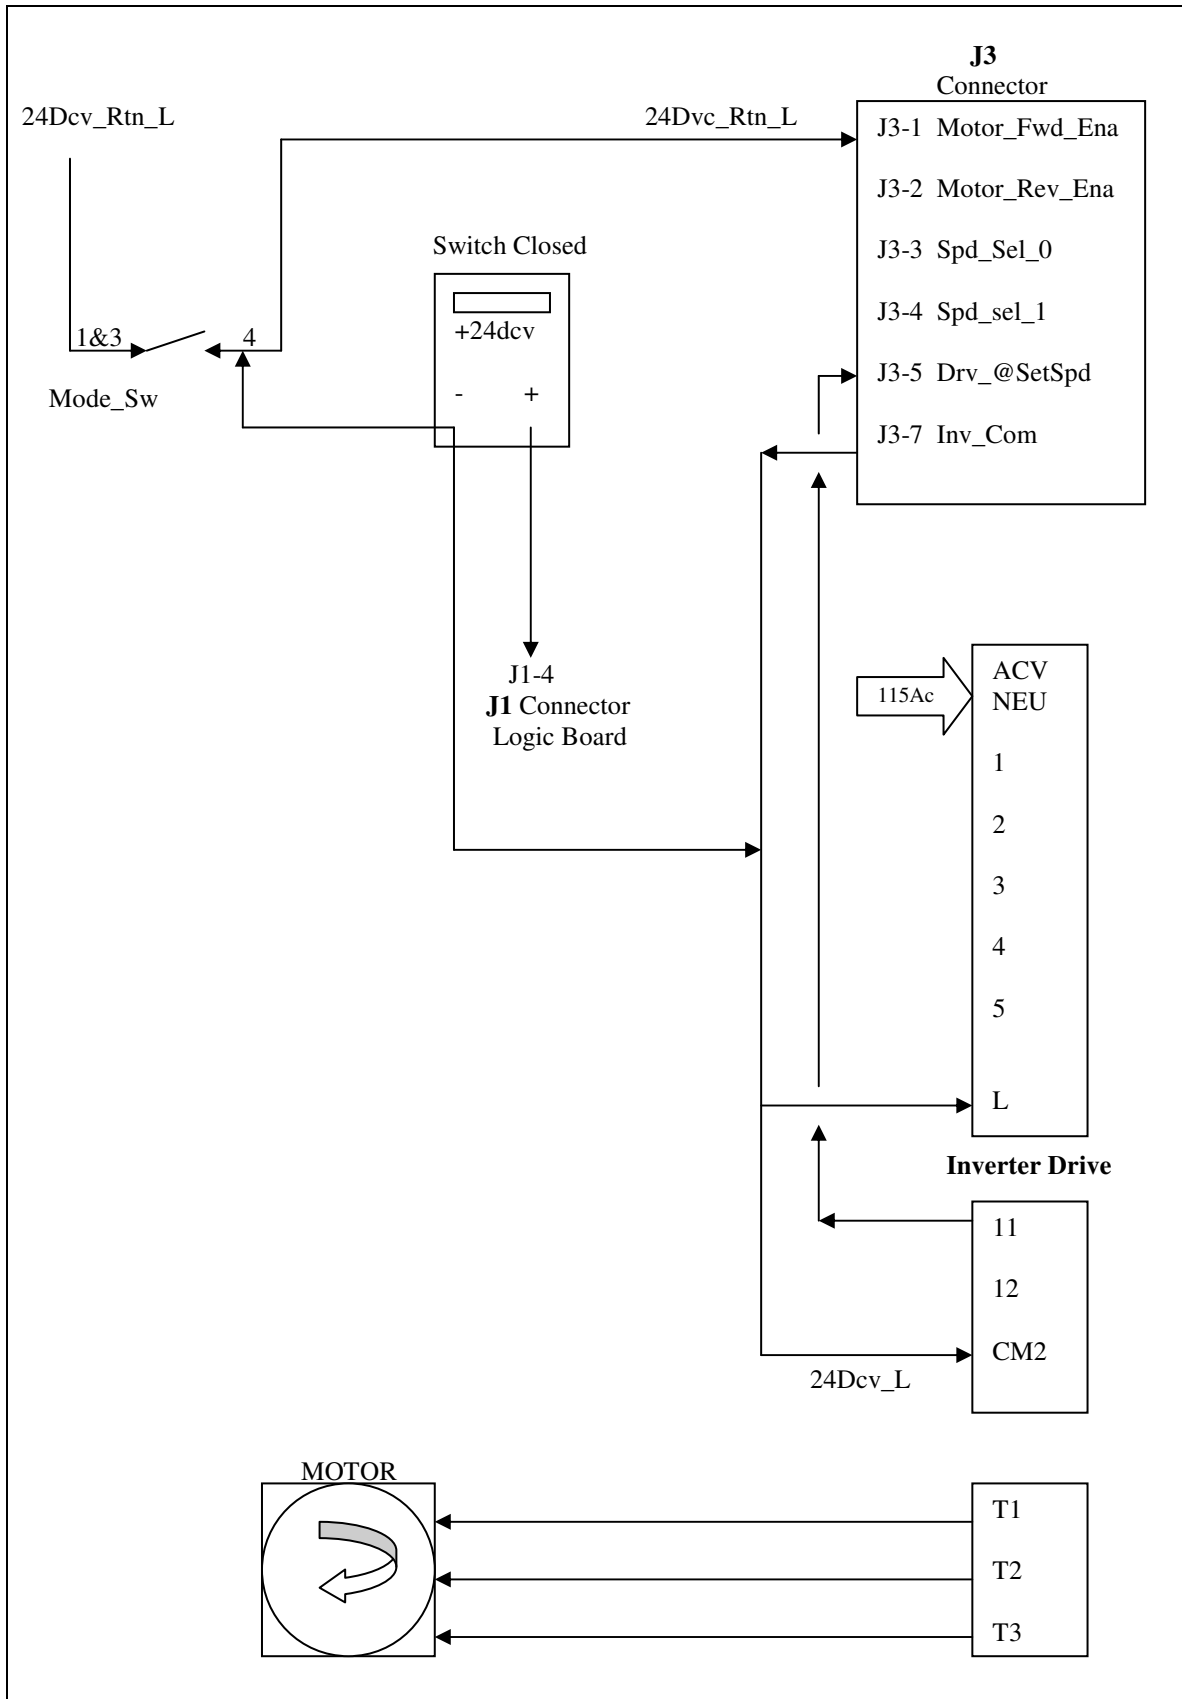 J3
Connector
24Dcv_Rtn_L
24Dvc_Rtn_L
J3-1 Motor_Fwd_Ena
J3-2 Motor_Rev_Ena
Switch Closed
J3-3 Spd_Sel_0
+24dcv
J3-4 Spd_sel_1
1&3
4
Mode_Sw
- +
J3-5 Drv_@SetSpd
J3-7 Inv_Com
J1-4
J1 Connector
Logic Board
115Ac
ACV
NEU
1
2
3
4
5
L
Inverter Drive
11
12
CM2
24Dcv_L
MOTOR
T1
T2
T3